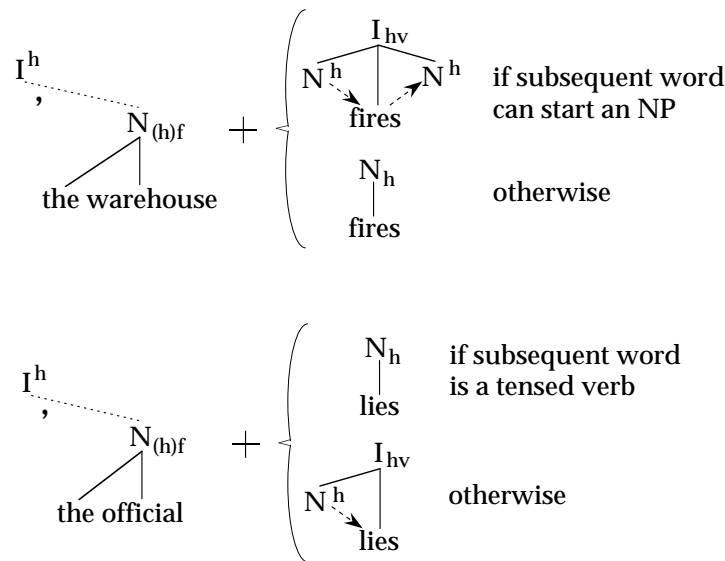 I^h
,
N_(h)f
the warehouse
+
I_hv
N^h N^h
fires
if subsequent word
can start an NP
N_h
fires
otherwise
I^h
,
N_(h)f
the official
+
N_h
lies
if subsequent word
is a tensed verb
I_hv
N^h
lies
otherwise